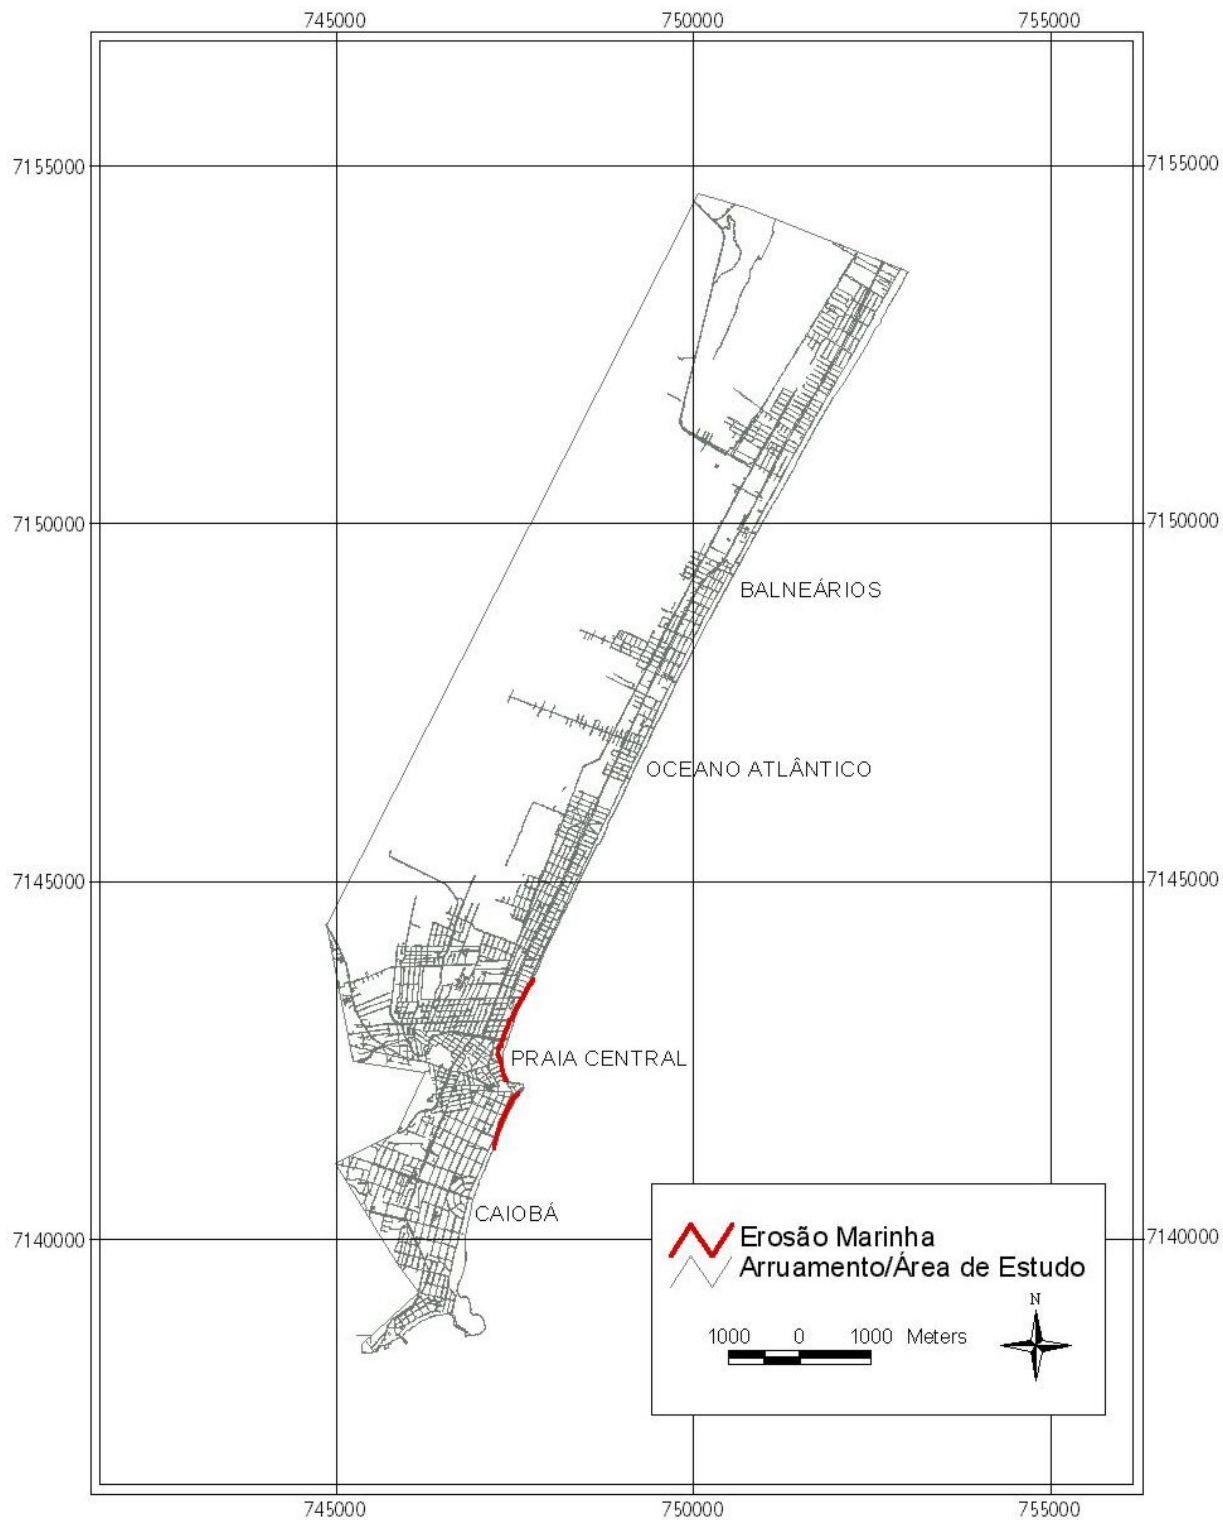 745000 750000 755000
7155000 7155000
7150000 7150000
BALNEÁRIOS
OCEANO ATLÂNTICO
7145000 7145000
PRAIA CENTRAL
CAIOBÁ
7140000 7140000
Erosão Marinha
Arruamento/Área de Estudo
N
1000 0 1000 Meters
745000 750000 755000